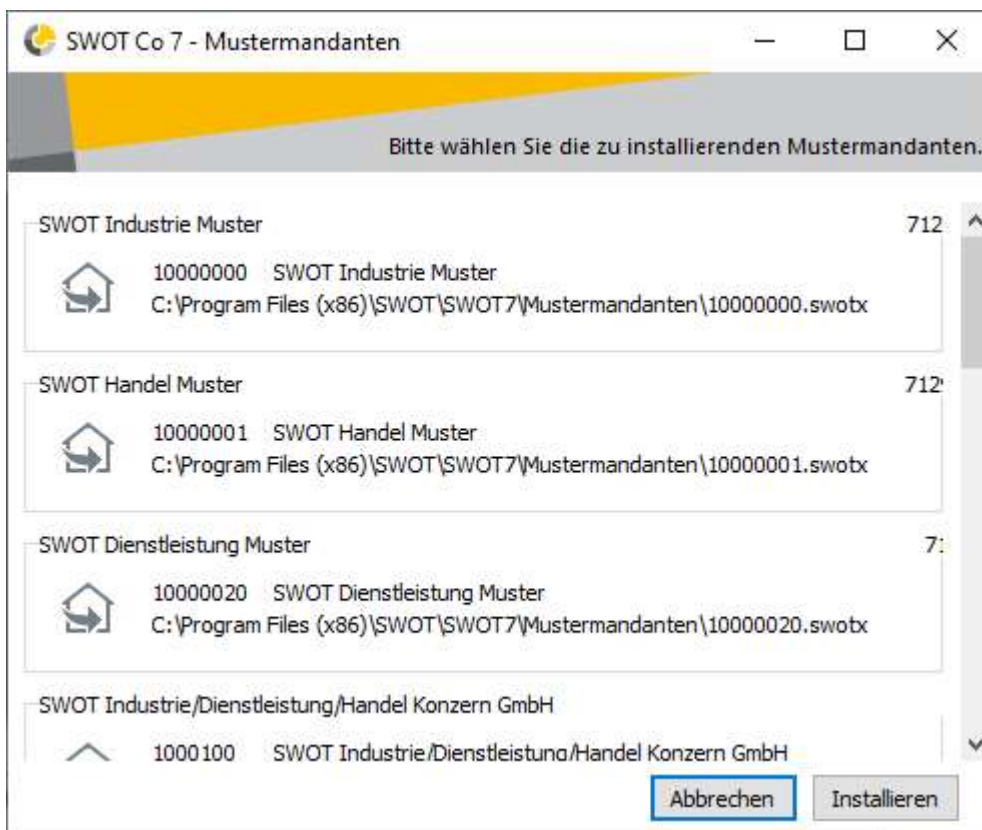 SWOT Co 7 - Mustermandanten
Bitte wählen Sie die zu installierenden Mustermandanten.
SWOT Industrie Muster 712
10000000 SWOT Industrie Muster
C:\Program Files (x86)\SWOT\SWOT7\Mustermandanten\10000000.swotx
SWOT Handel Muster 712
10000001 SWOT Handel Muster
C:\Program Files (x86)\SWOT\SWOT7\Mustermandanten\10000001.swotx
SWOT Dienstleistung Muster
10000020 SWOT Dienstleistung Muster
C:\Program Files (x86)\SWOT\SWOT7\Mustermandanten\10000020.swotx
SWOT Industrie/Dienstleistung/Handel Konzern GmbH
1000100 SWOT Industrie/Dienstleistung/Handel Konzern GmbH
Abbrechen Installieren